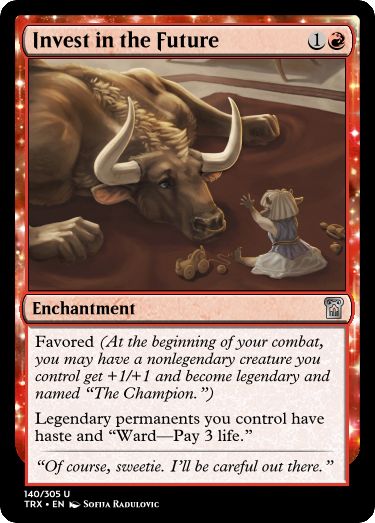 Invest in the Future 1
Enchantment
Favored (At the beginning of your combat,
you may have a nonlegendary creature you
control get +1/+1 and become legendary and
named “The Champion.”)
Legendary permanents you control have
haste and “Ward—Pay 3 life.”
“Of course, sweetie. I’ll be careful out there.”
140/305 U
TRX • EN Sofija Radulovic